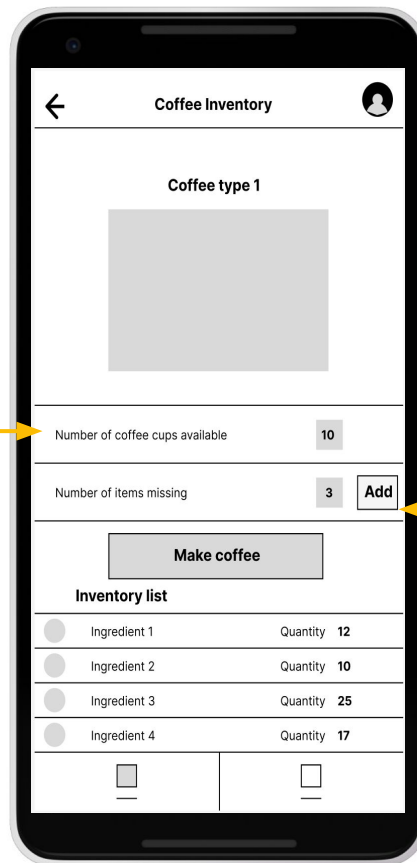 Coffee Inventory
Coffee type 1
Number of coffee cups available 10
Number of items missing 3 Add
Make coffee
Inventory list
Ingredient 1 Quantity 12
Ingredient 2 Quantity 10
Ingredient 3 Quantity 25
Ingredient 4 Quantity 17